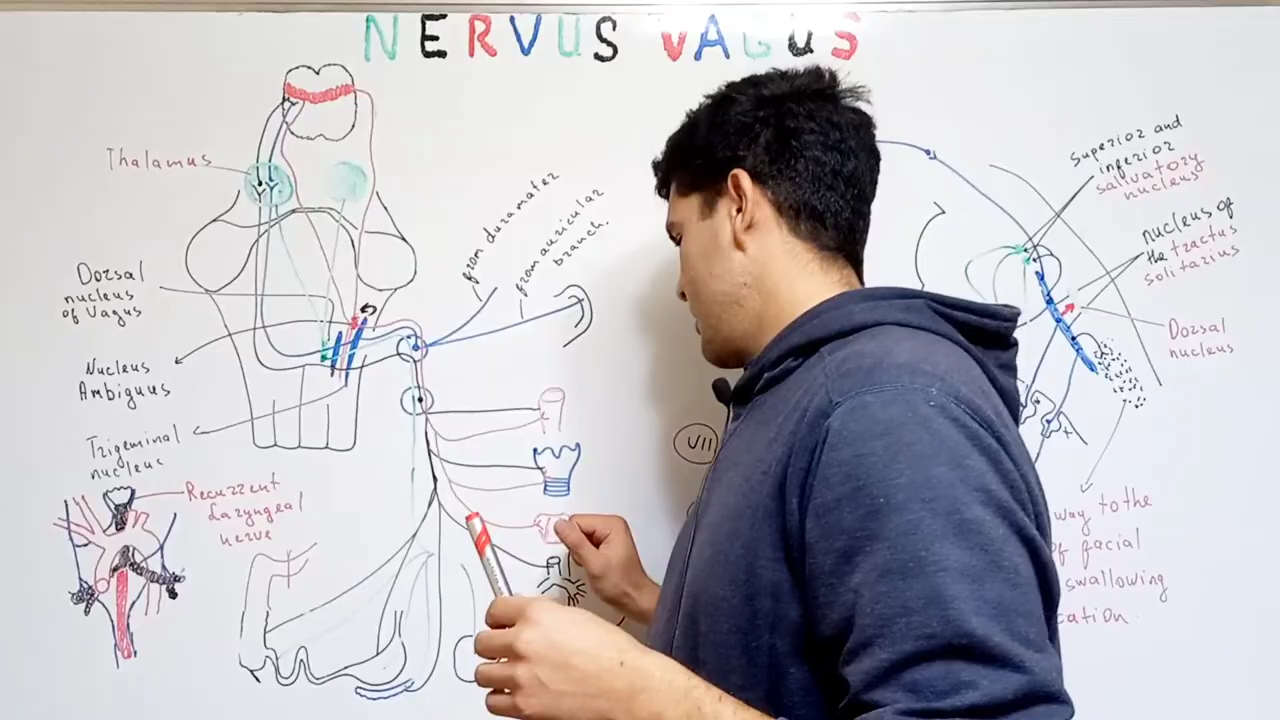 NERVUS VAGUS
Thalamus
Dorsal
nucleus
of Vagus
Nucleus
Ambiguus
Trigeminal
nucleus
Recurrent
Laryngeal
nerve
from duramater
from auricular
branch.
VII
Superior and
inferior
salivatory
nucleus
nucleus of
the tractus
solitarius
Dorzal
nucleus
way to the
of facial
swallowing
cation.